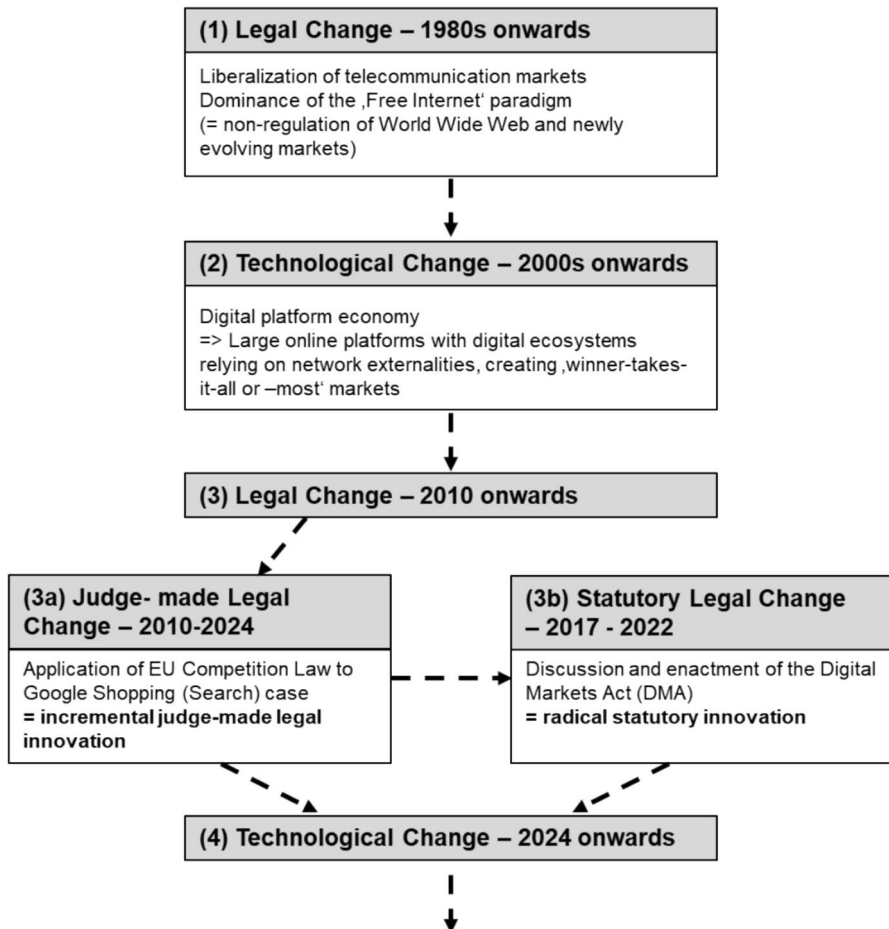 (1) Legal Change – 1980s onwards
Liberalization of telecommunication markets
Dominance of the ‚Free Internet‘ paradigm
(= non-regulation of World Wide Web and newly
evolving markets)
(2) Technological Change – 2000s onwards
Digital platform economy
=> Large online platforms with digital ecosystems
relying on network externalities, creating ‚winner-takes-
it-all or –most‘ markets
(3) Legal Change – 2010 onwards
(3a) Judge- made Legal
Change – 2010-2024
Application of EU Competition Law to
Google Shopping (Search) case
= incremental judge-made legal
innovation
(3b) Statutory Legal Change
– 2017 - 2022
Discussion and enactment of the Digital
Markets Act (DMA)
= radical statutory innovation
(4) Technological Change – 2024 onwards